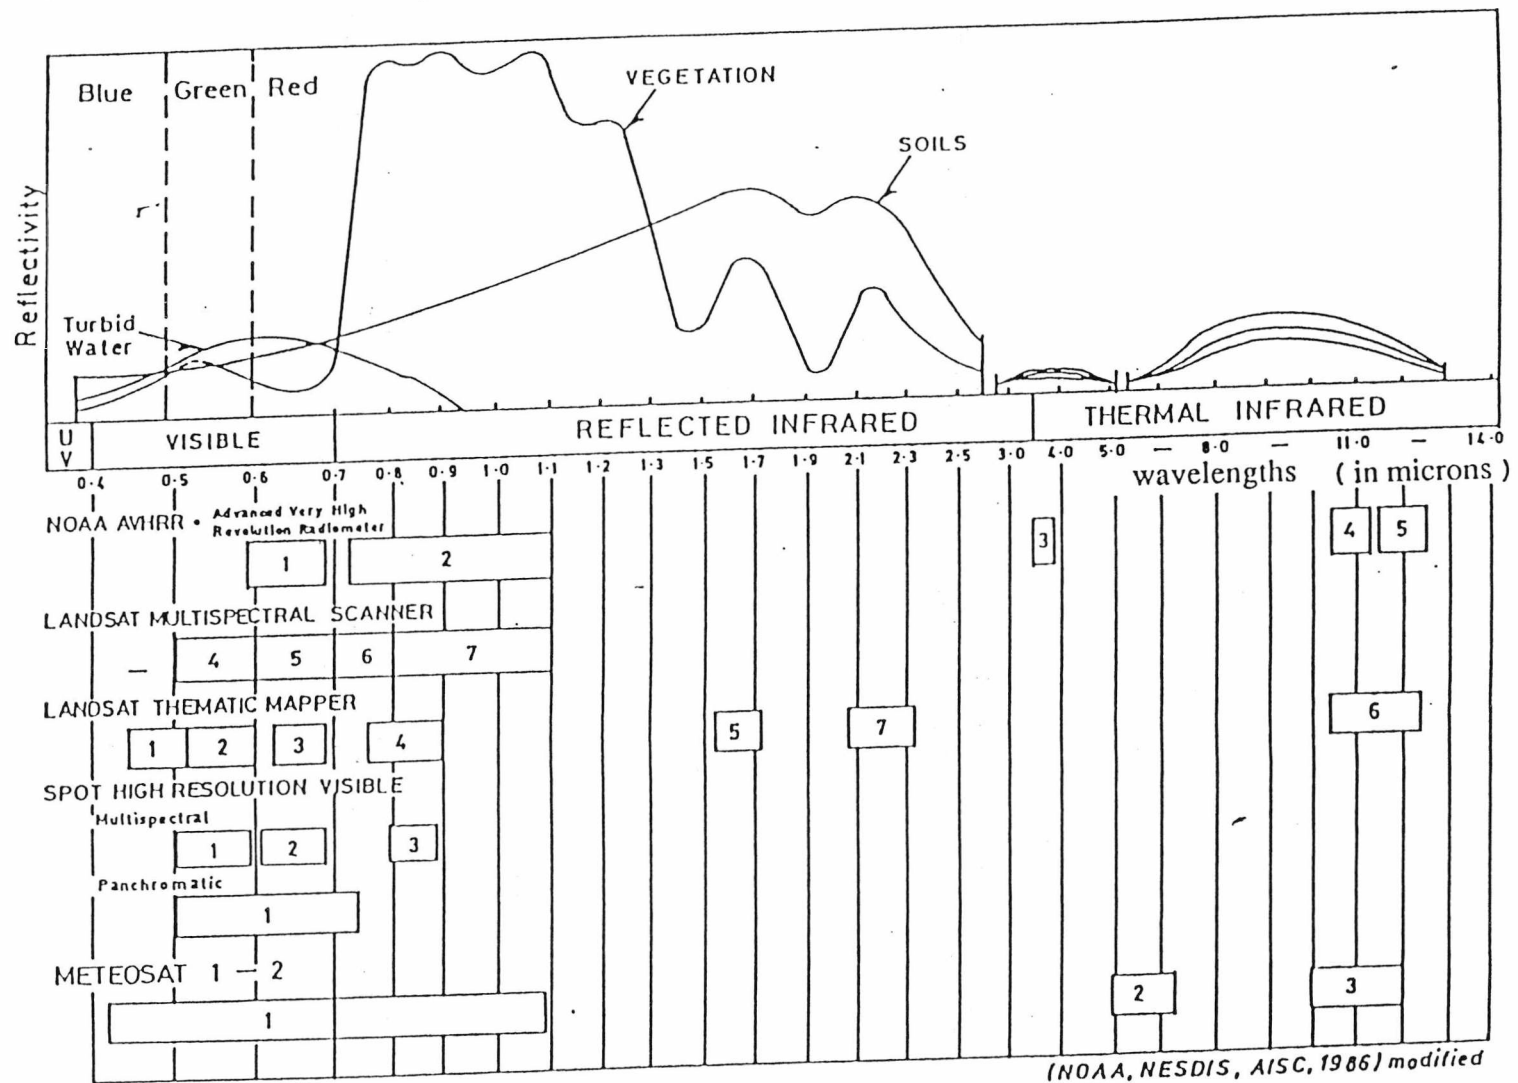 Blue Green Red
VEGETATION
SOILS
Reflectivity
Turbid
Water
U
V
VISIBLE
REFLECTED INFRARED
THERMAL INFRARED
0.4 0.5 0.6 0.7 0.8 0.9 1.0 1.1 1.2 1.3 1.5 1.7 1.9 2.1 2.3 2.5 3.0 4.0 5.0 — 8.0 — 11.0 — 14.0
wavelengths (in microns)
NOAA AVHRR • Advanced Very High
Revolution Radiometer
1 2 3 4 5
LANDSAT MULTISPECTRAL SCANNER
4 5 6 7
LANDSAT THEMATIC MAPPER
1 2 3 4 5 7 6
SPOT HIGH RESOLUTION VISIBLE
Multispectral
1 2 3
Panchromatic
1
METEOSAT 1 – 2
1 2 3
(NOAA, NESDIS, AISC, 1986) modified